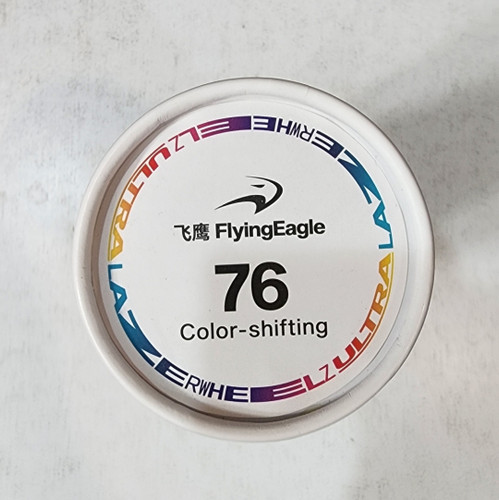 飞鹰 FlyingEagle
76
Color-shifting
LAZERWHEELZ ULTRA
LAZERWHEELZ ULTRA